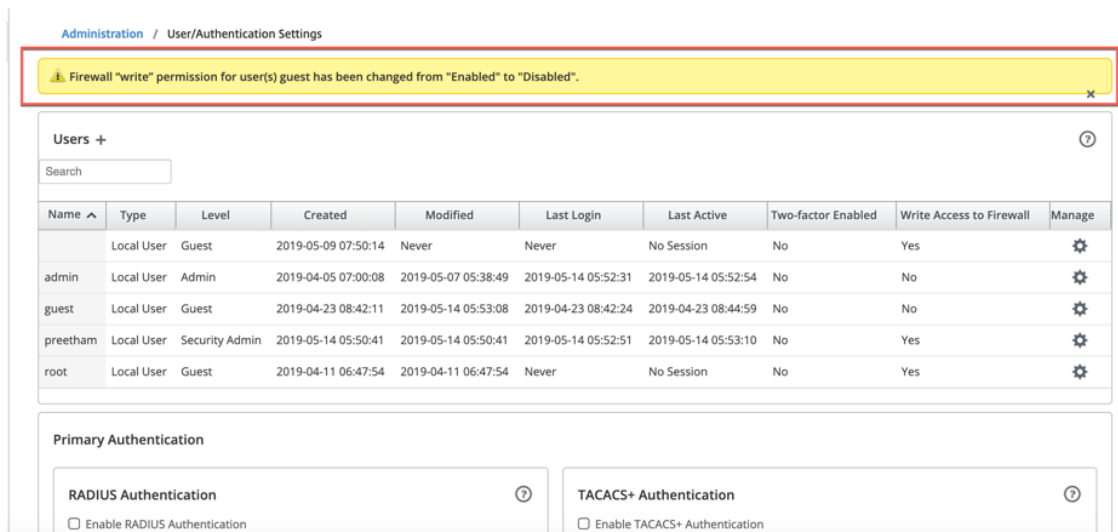 Administration / User/Authentication Settings
Firewall “write” permission for user(s) guest has been changed from "Enabled" to "Disabled".
×
Users +
?
Search
Name Type Level Created Modified Last Login Last Active Two-factor Enabled Write Access to Firewall Manage
Local User Guest 2019-05-09 07:50:14 Never Never No Session No Yes
admin Local User Admin 2019-04-05 07:00:08 2019-05-07 05:38:49 2019-05-14 05:52:31 2019-05-14 05:52:54 No No
guest Local User Guest 2019-04-23 08:42:11 2019-05-14 05:53:08 2019-04-23 08:42:24 2019-04-23 08:44:59 No No
preetham Local User Security Admin 2019-05-14 05:50:41 2019-05-14 05:50:41 2019-05-14 05:52:51 2019-05-14 05:53:10 No Yes
root Local User Guest 2019-04-11 06:47:54 2019-04-11 06:47:54 Never No Session No Yes
Primary Authentication
RADIUS Authentication ? TACACS+ Authentication ?
Enable RADIUS Authentication Enable TACACS+ Authentication